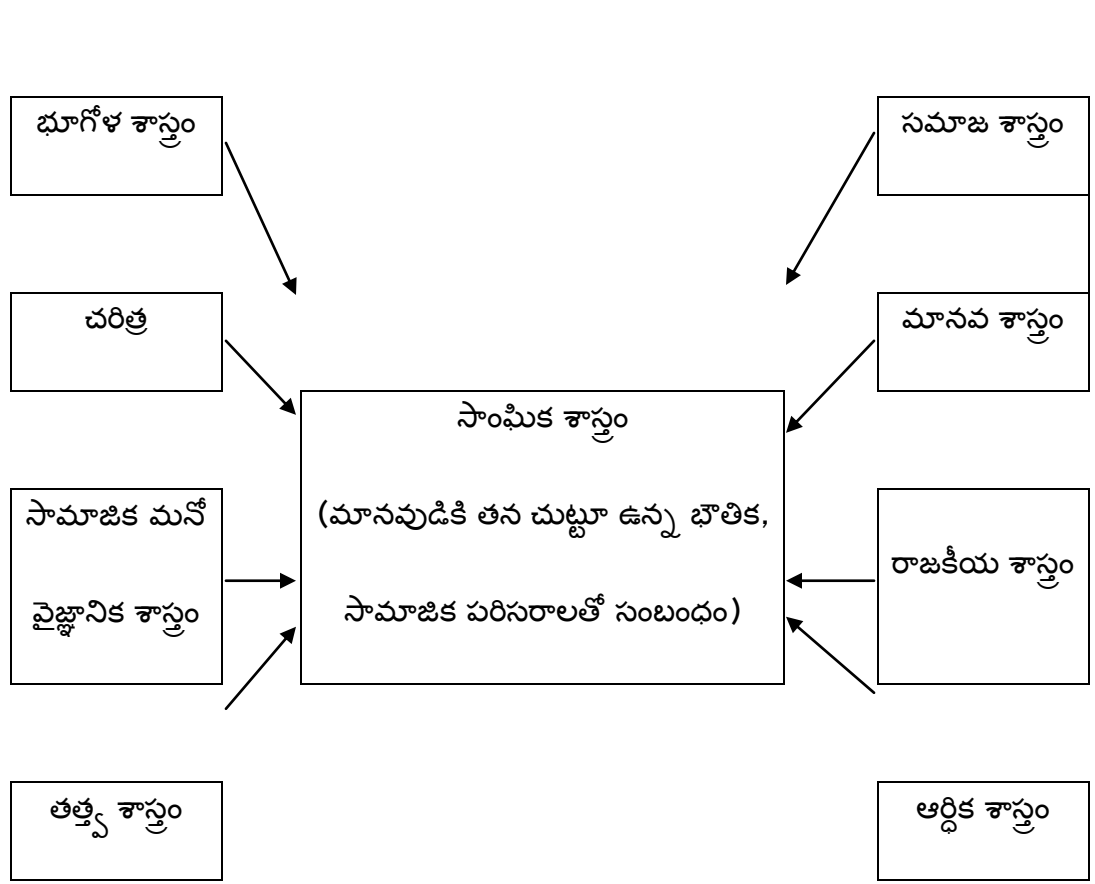 భూగోళ శాస్త్రం
సమాజ శాస్త్రం
చరిత్ర
మానవ శాస్త్రం
సాంఘిక శాస్త్రం
(మానవుడికి తన చుట్టూ ఉన్న భౌతిక,
సామాజిక పరిసరాలతో సంబంధం)
సామాజిక మనో
వైజ్ఞానిక శాస్త్రం
రాజకీయ శాస్త్రం
తత్త్వ శాస్త్రం
ఆర్థిక శాస్త్రం